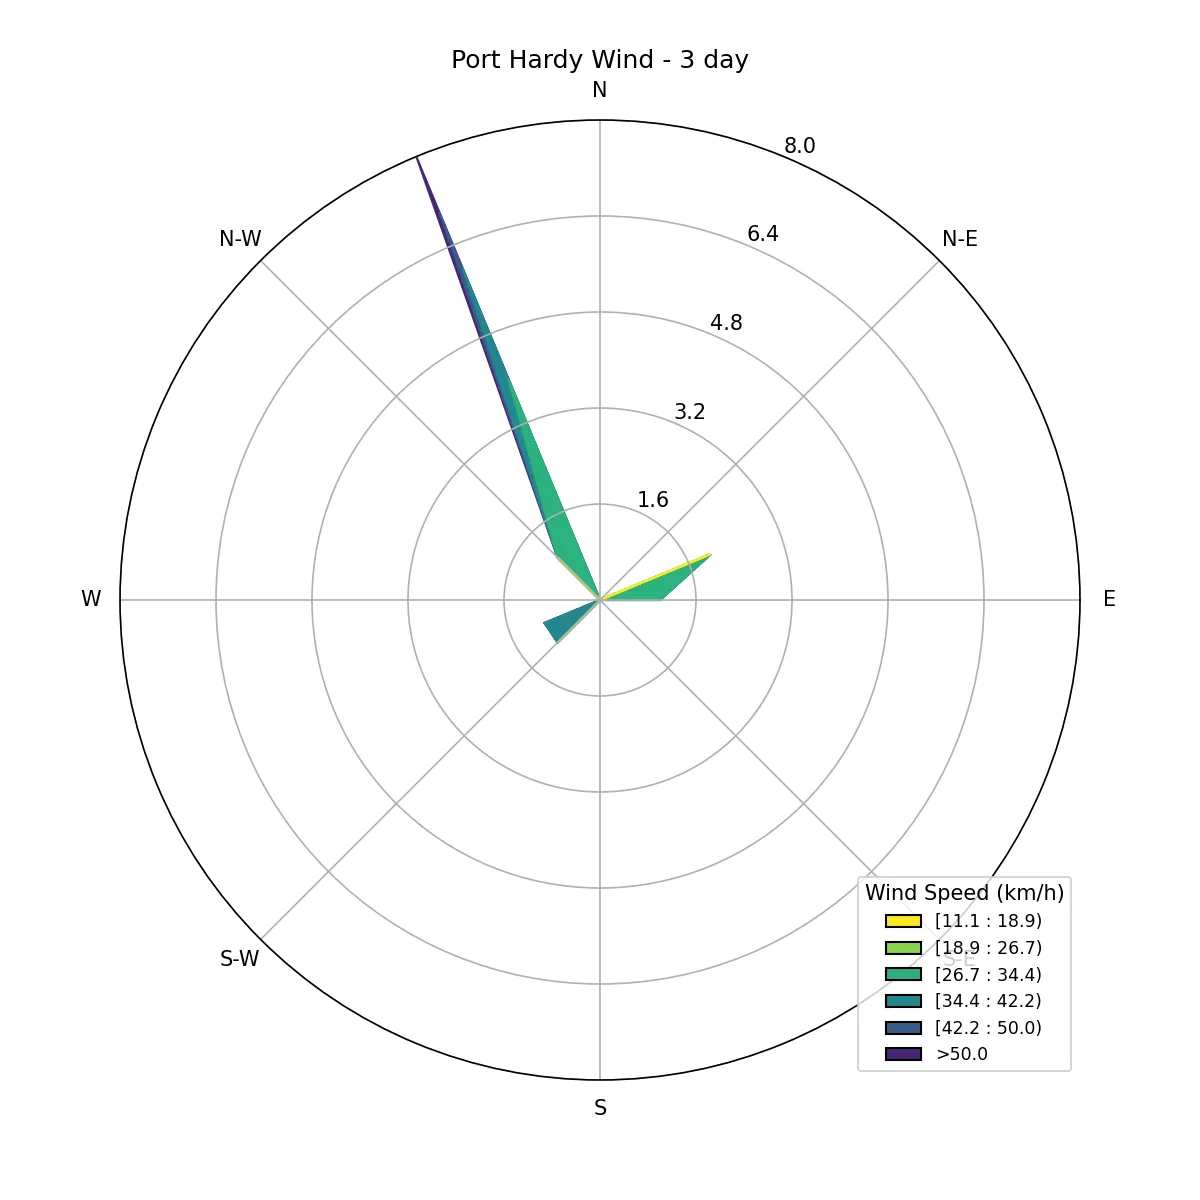 Port Hardy Wind - 3 day
N
8.0
N-W
6.4
N-E
4.8
3.2
1.6
W
E
Wind Speed (km/h)
[11.1 : 18.9)
[18.9 : 26.7)
S-W
S-E
[26.7 : 34.4)
[34.4 : 42.2)
[42.2 : 50.0)
>50.0
S